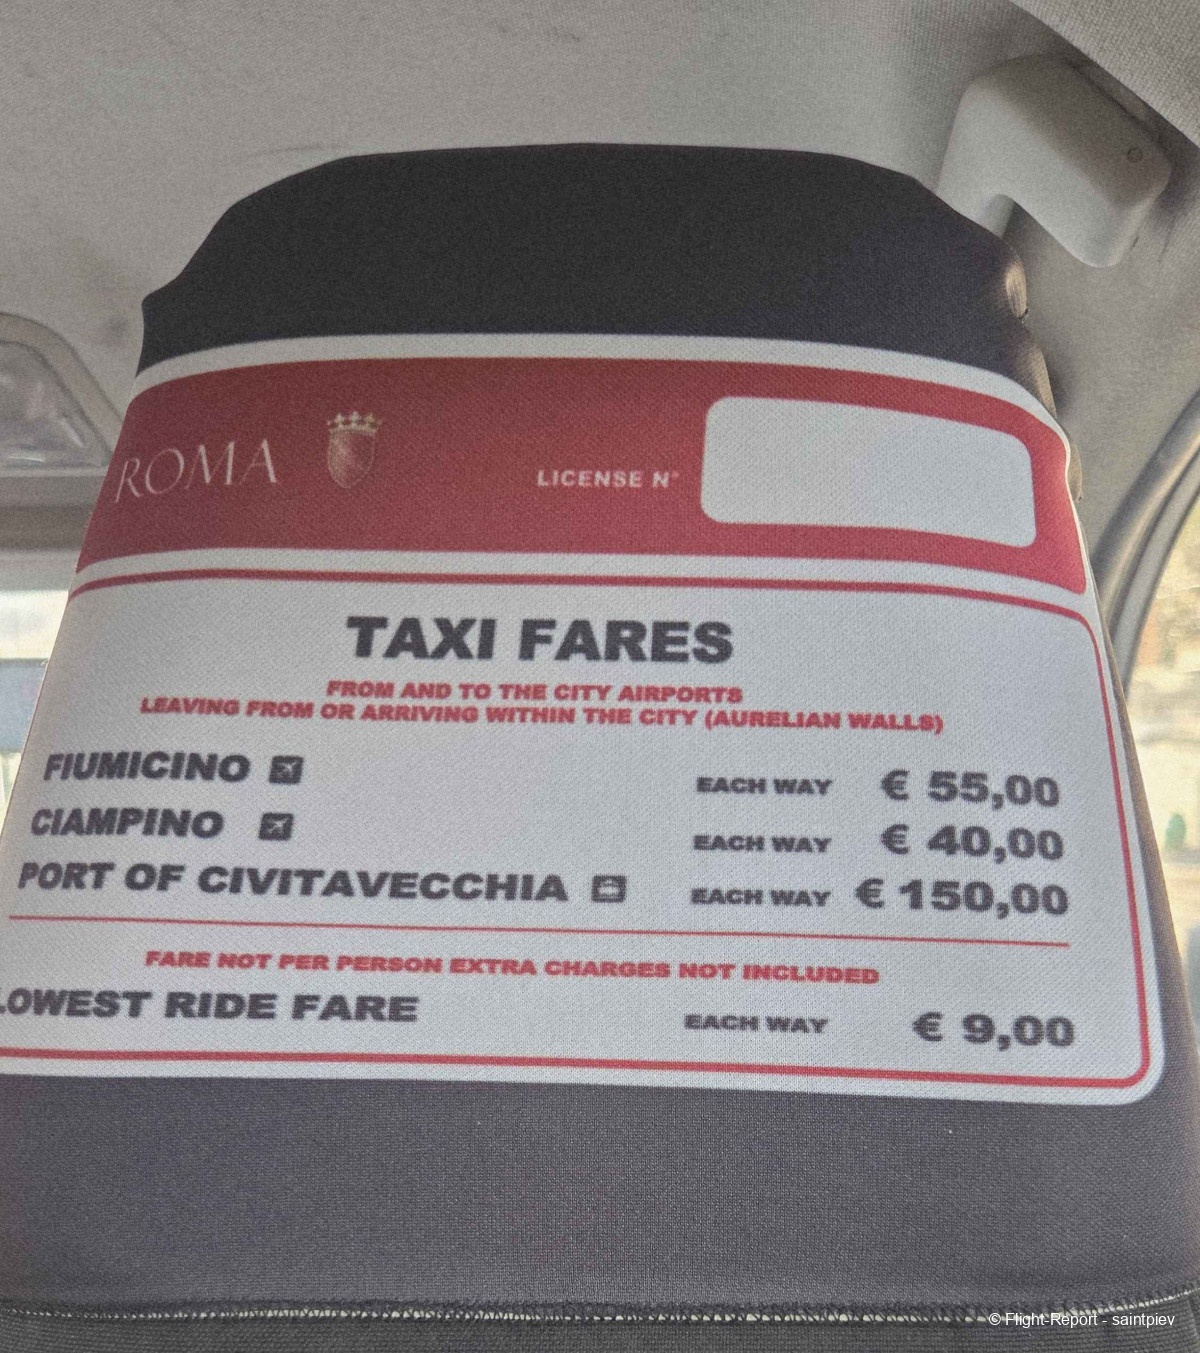 ROMA
LICENSE N°
TAXI FARES
FROM AND TO THE CITY AIRPORTS
LEAVING FROM OR ARRIVING WITHIN THE CITY (AURELIAN WALLS)
FIUMICINO EACH WAY € 55,00
CIAMPINO EACH WAY € 40,00
PORT OF CIVITAVECCHIA EACH WAY € 150,00
FARE NOT PER PERSON EXTRA CHARGES NOT INCLUDED
LOWEST RIDE FARE EACH WAY € 9,00
© Flight-Report - saintpiev